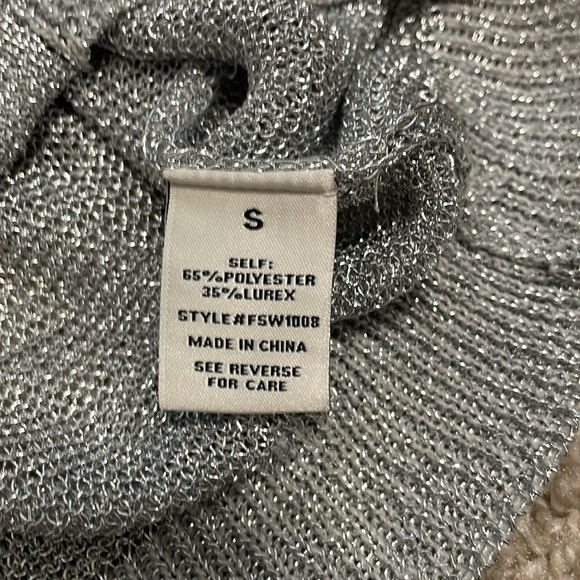 S
SELF:
65%POLYESTER
35%LUREX
STYLE#FSW1008
MADE IN CHINA
SEE REVERSE
FOR CARE